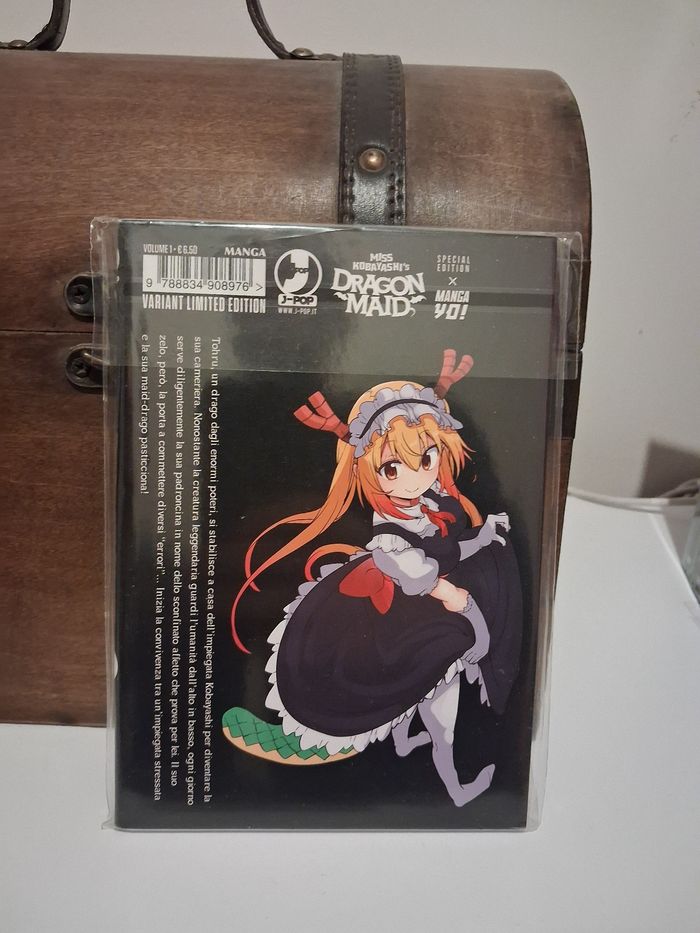 VOLUME 1 • € 6,50
MANGA
9 788834 908976 >
VARIANT LIMITED EDITION
J-POP
WWW.J-POP.IT
MISS
KOBAYASHI'S
DRAGON
MAID
SPECIAL
EDITION
×
MANGA
YO!
Tohru, un drago dagli enormi poteri, si stabilisce a casa dell'impiegata Kobayashi per diventare la
sua cameriera. Nonostante la creatura leggendaria guardi l'umanità dall'alto in basso, ogni giorno
serve diligentemente la sua padroncina in nome dello sconfinato affetto che prova per lei. Il suo
zelo, però, la porta a commettere diversi "errori"... Inizia la convivenza tra un'impiegata stressata
e la sua maid-drago pasticciona!